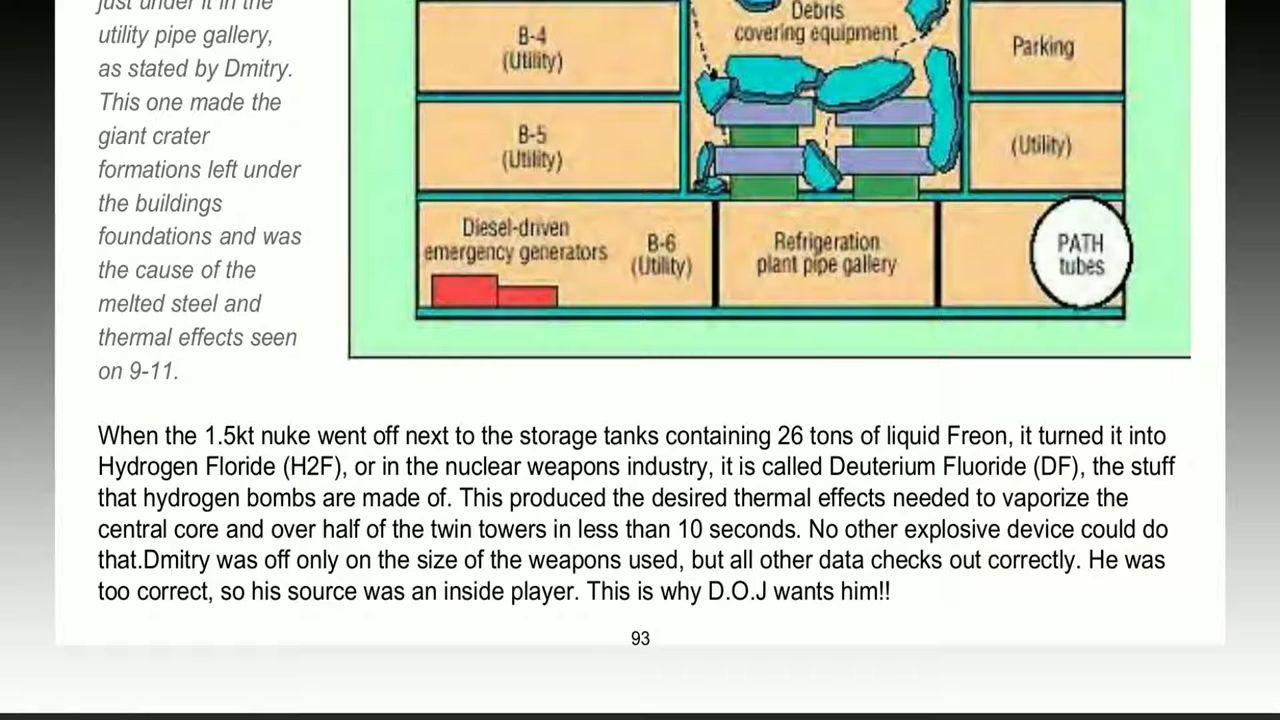 just under it in the
utility pipe gallery,
as stated by Dmitry.
This one made the
giant crater
formations left under
the buildings
foundations and was
the cause of the
melted steel and
thermal effects seen
on 9-11.
B-4
(Utility)
B-5
(Utility)
Debris
covering equipment
Parking
(Utility)
Diesel-driven
emergency generators
B-6
(Utility)
Refrigeration
plant pipe gallery
PATH
tubes
When the 1.5kt nuke went off next to the storage tanks containing 26 tons of liquid Freon, it turned it into
Hydrogen Floride (H2F), or in the nuclear weapons industry, it is called Deuterium Fluoride (DF), the stuff
that hydrogen bombs are made of. This produced the desired thermal effects needed to vaporize the
central core and over half of the twin towers in less than 10 seconds. No other explosive device could do
that.Dmitry was off only on the size of the weapons used, but all other data checks out correctly. He was
too correct, so his source was an inside player. This is why D.O.J wants him!!
93